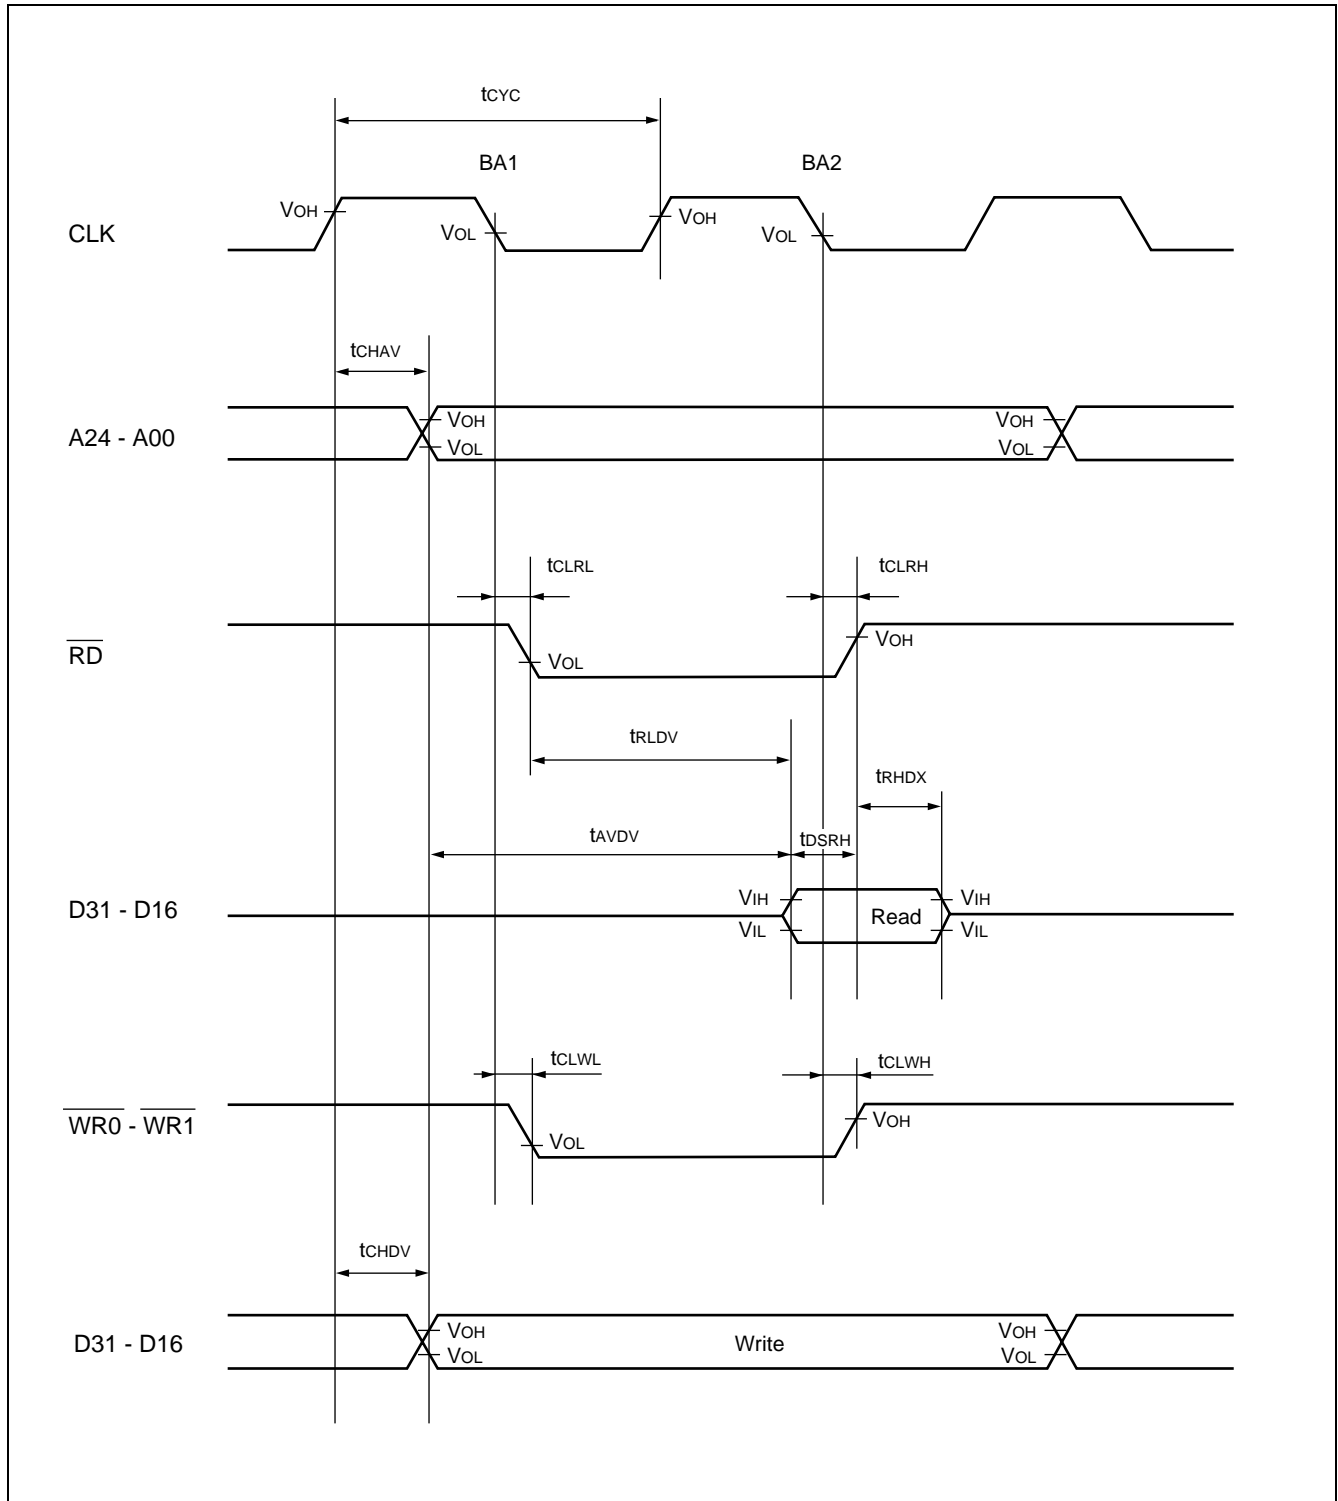 tCYC
BA1 BA2
CLK VOH VOL VOH VOL
tCHAV
A24 - A00 VOH VOL VOH VOL
tCLRL tCLRH
RD VOL VOH
tRLDV
tRHDX
tAVDV tDSRH
D31 - D16 VIH VIL Read VIH VIL
tCLWL tCLWH
WR0 - WR1 VOL VOH
tCHDV
D31 - D16 VOH VOL Write VOH VOL